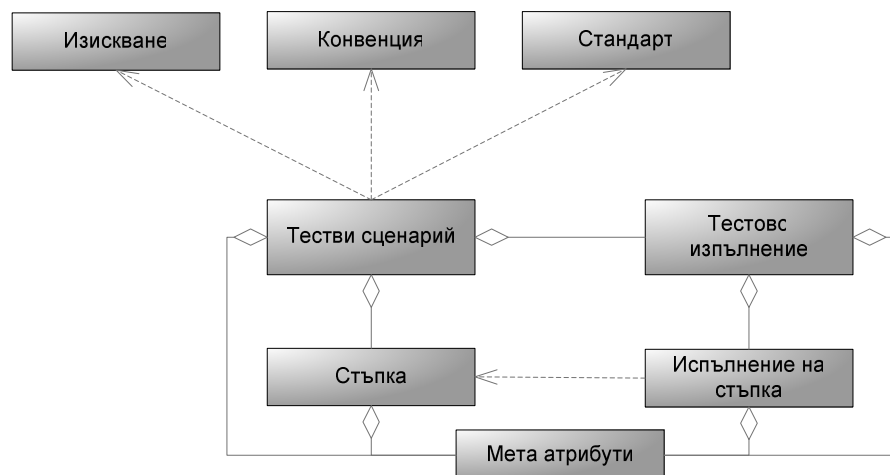 Изискване
Конвенция
Стандарт
Тестви сценарий
Тестово
изпълнение
Стъпка
Испълнение на
стъпка
Мета атрибути